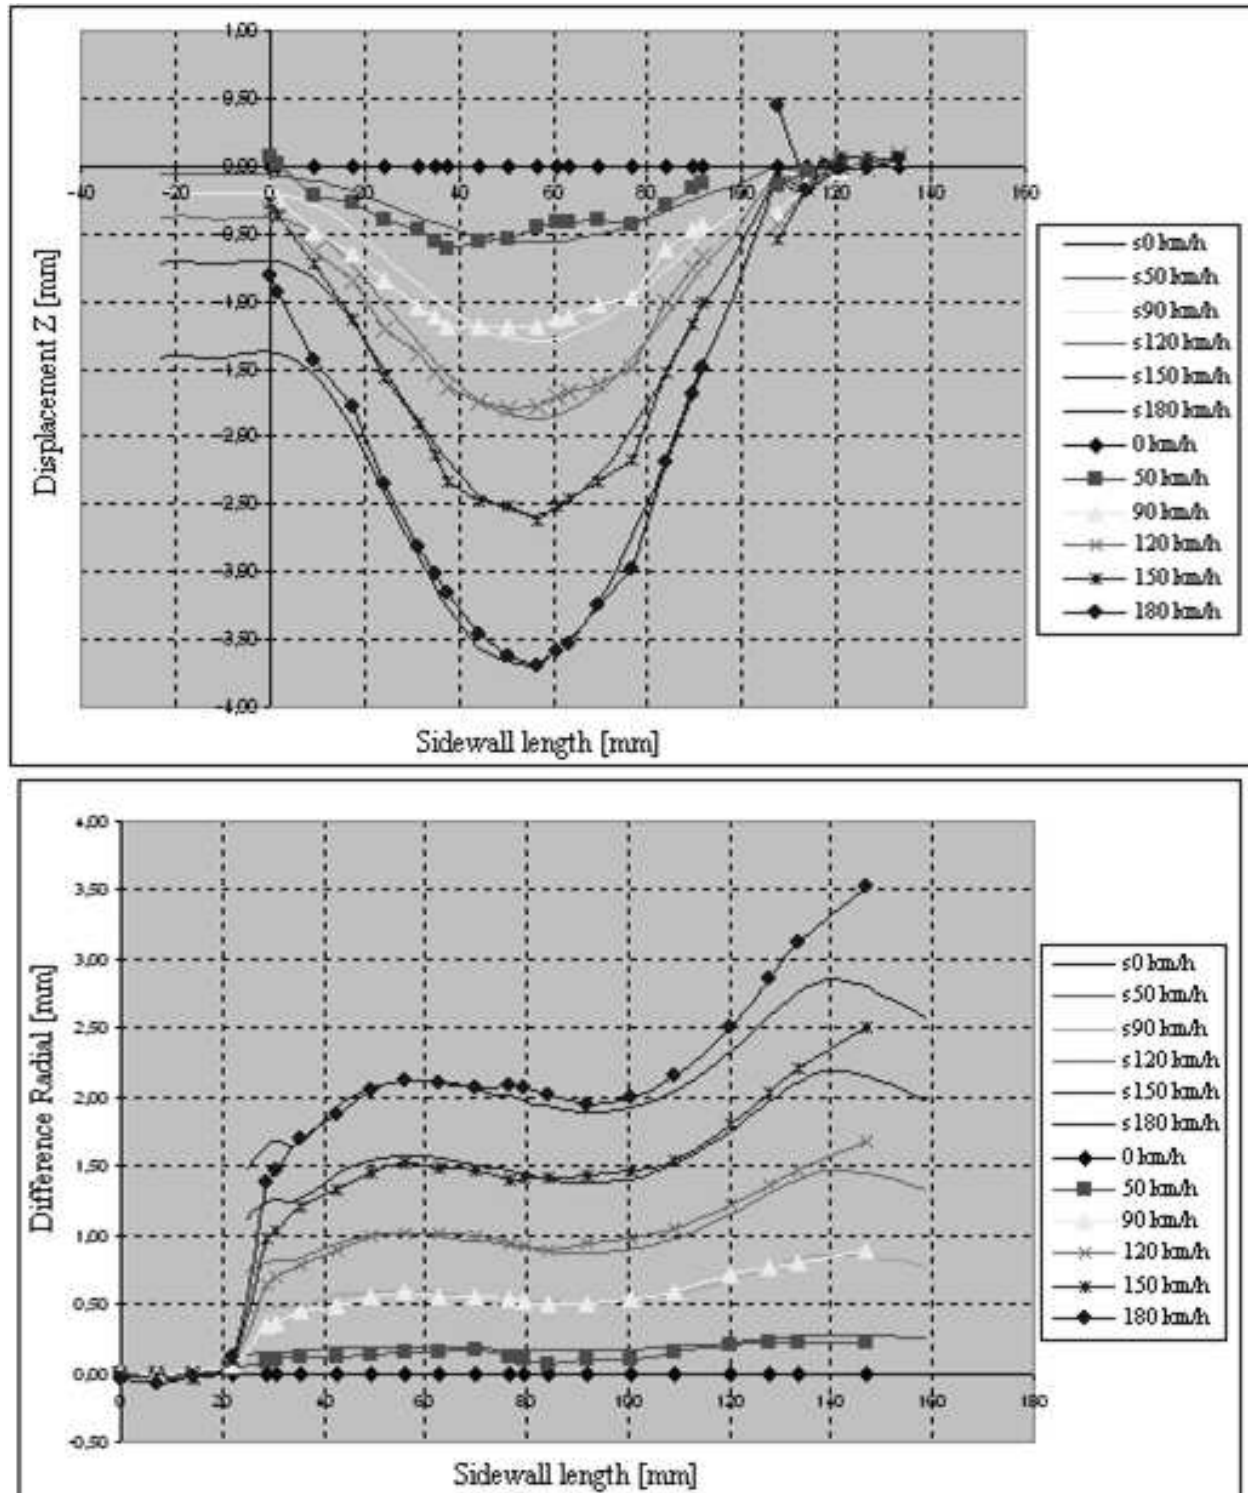 1,00
0,50
0,00
-40
-20
0
20
40
60
80
100
120
140
160
-0,50
-1,00
-1,50
-2,00
-2,50
-3,00
-3,50
-4,00
Displacement Z [mm]
Sidewall length [mm]
s0 km/h
s50 km/h
s90 km/h
s120 km/h
s150 km/h
s180 km/h
0 km/h
50 km/h
90 km/h
120 km/h
150 km/h
180 km/h
4,00
3,50
3,00
2,50
2,00
1,50
1,00
0,50
0,00
-0,50
0
20
40
60
80
100
120
140
160
180
Difference Radial [mm]
Sidewall length [mm]
s0 km/h
s50 km/h
s90 km/h
s120 km/h
s150 km/h
s180 km/h
0 km/h
50 km/h
90 km/h
120 km/h
150 km/h
180 km/h